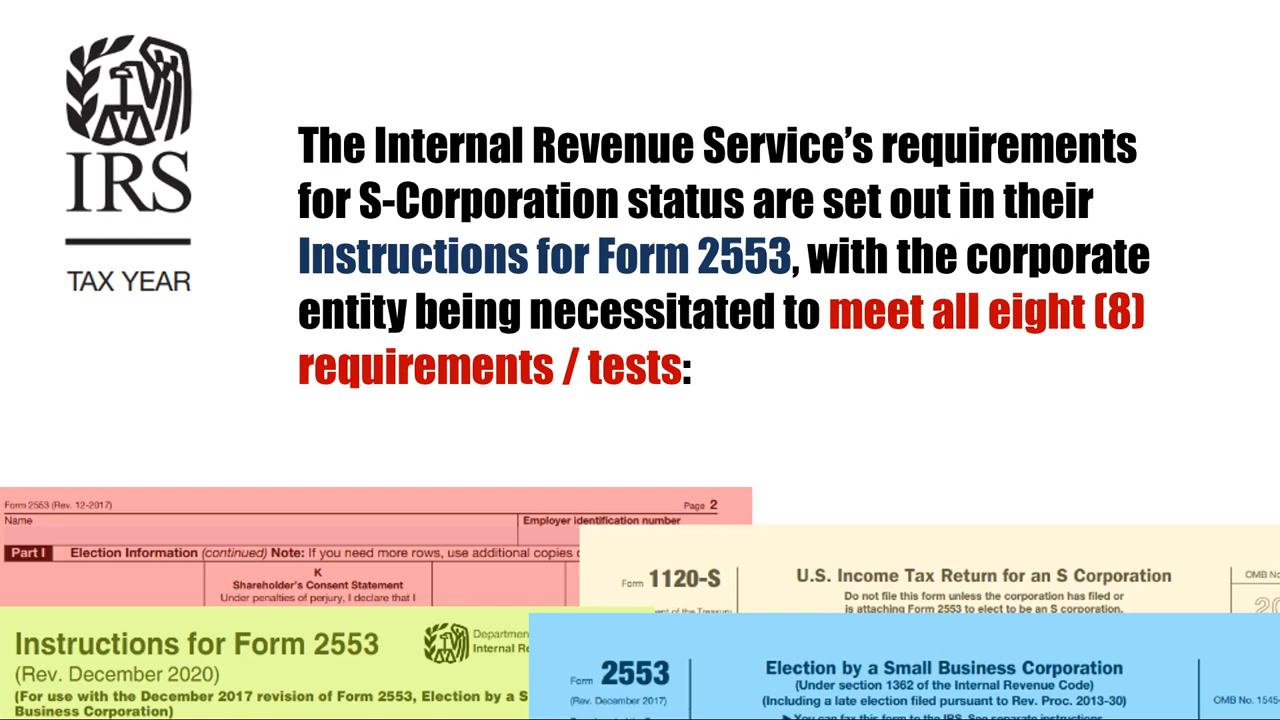 IRS
TAX YEAR
The Internal Revenue Service’s requirements
for S-Corporation status are set out in their
Instructions for Form 2553, with the corporate
entity being necessitated to meet all eight (8)
requirements / tests:
Form 2553 (Rev. 12-2017)
Page 2
Name
Employer identification number
Part I Election Information (continued) Note: If you need more rows, use additional copies
K
Shareholder's Consent Statement
Under penalties of perjury, I declare that I
Form 1120-S
U.S. Income Tax Return for an S Corporation
Do not file this form unless the corporation has filed or
is attaching Form 2553 to elect to be an S corporation.
OMB
Instructions for Form 2553
(Rev. December 2020)
(For use with the December 2017 revision of Form 2553, Election by a S
Business Corporation)
Internal
Form 2553
(Rev. December 2017)
Election by a Small Business Corporation
(Under section 1362 of the Internal Revenue Code)
(Including a late election filed pursuant to Rev. Proc. 2013-30)
OMB No. 1545